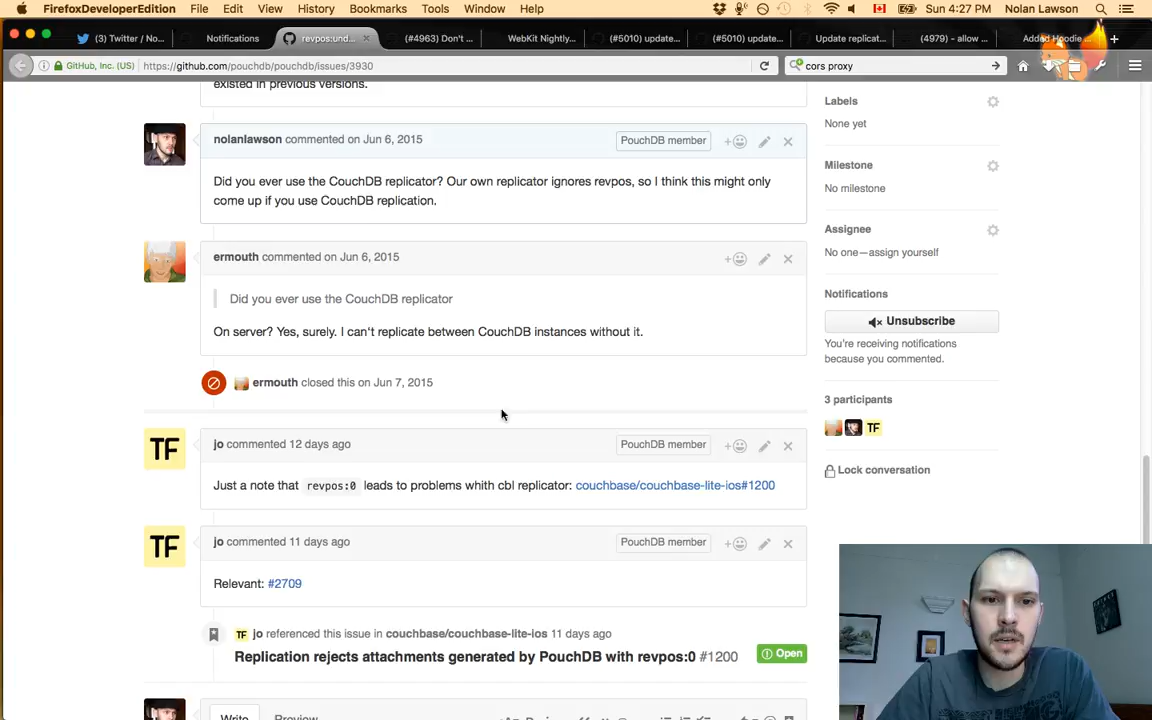 FirefoxDeveloperEdition File Edit View History Bookmarks Tools Window Help Sun 4:27 PM Nolan Lawson
(3) Twitter / No... Notifications revpos:und... (#4963) Don't ... WebKit Nightly... (#5010) update... (#5010) update... Update replicat... (4979) - allow ... Added Hoodie ...
GitHub, Inc. (US) https://github.com/pouchdb/pouchdb/issues/3930 cors proxy
existed in previous versions.
nolanlawson commented on Jun 6, 2015 PouchDB member
Did you ever use the CouchDB replicator? Our own replicator ignores revpos, so I think this might only
come up if you use CouchDB replication.
ermouth commented on Jun 6, 2015
Did you ever use the CouchDB replicator
On server? Yes, surely. I can't replicate between CouchDB instances without it.
ermouth closed this on Jun 7, 2015
TF
jo commented 12 days ago PouchDB member
Just a note that revpos:0 leads to problems whith cbl replicator: couchbase/couchbase-lite-ios#1200
TF
jo commented 11 days ago PouchDB member
Relevant: #2709
TF jo referenced this issue in couchbase/couchbase-lite-ios 11 days ago
Replication rejects attachments generated by PouchDB with revpos:0 #1200 Open
Write Preview
Labels
None yet
Milestone
No milestone
Assignee
No one—assign yourself
Notifications
Unsubscribe
You're receiving notifications
because you commented.
3 participants
TF
Lock conversation